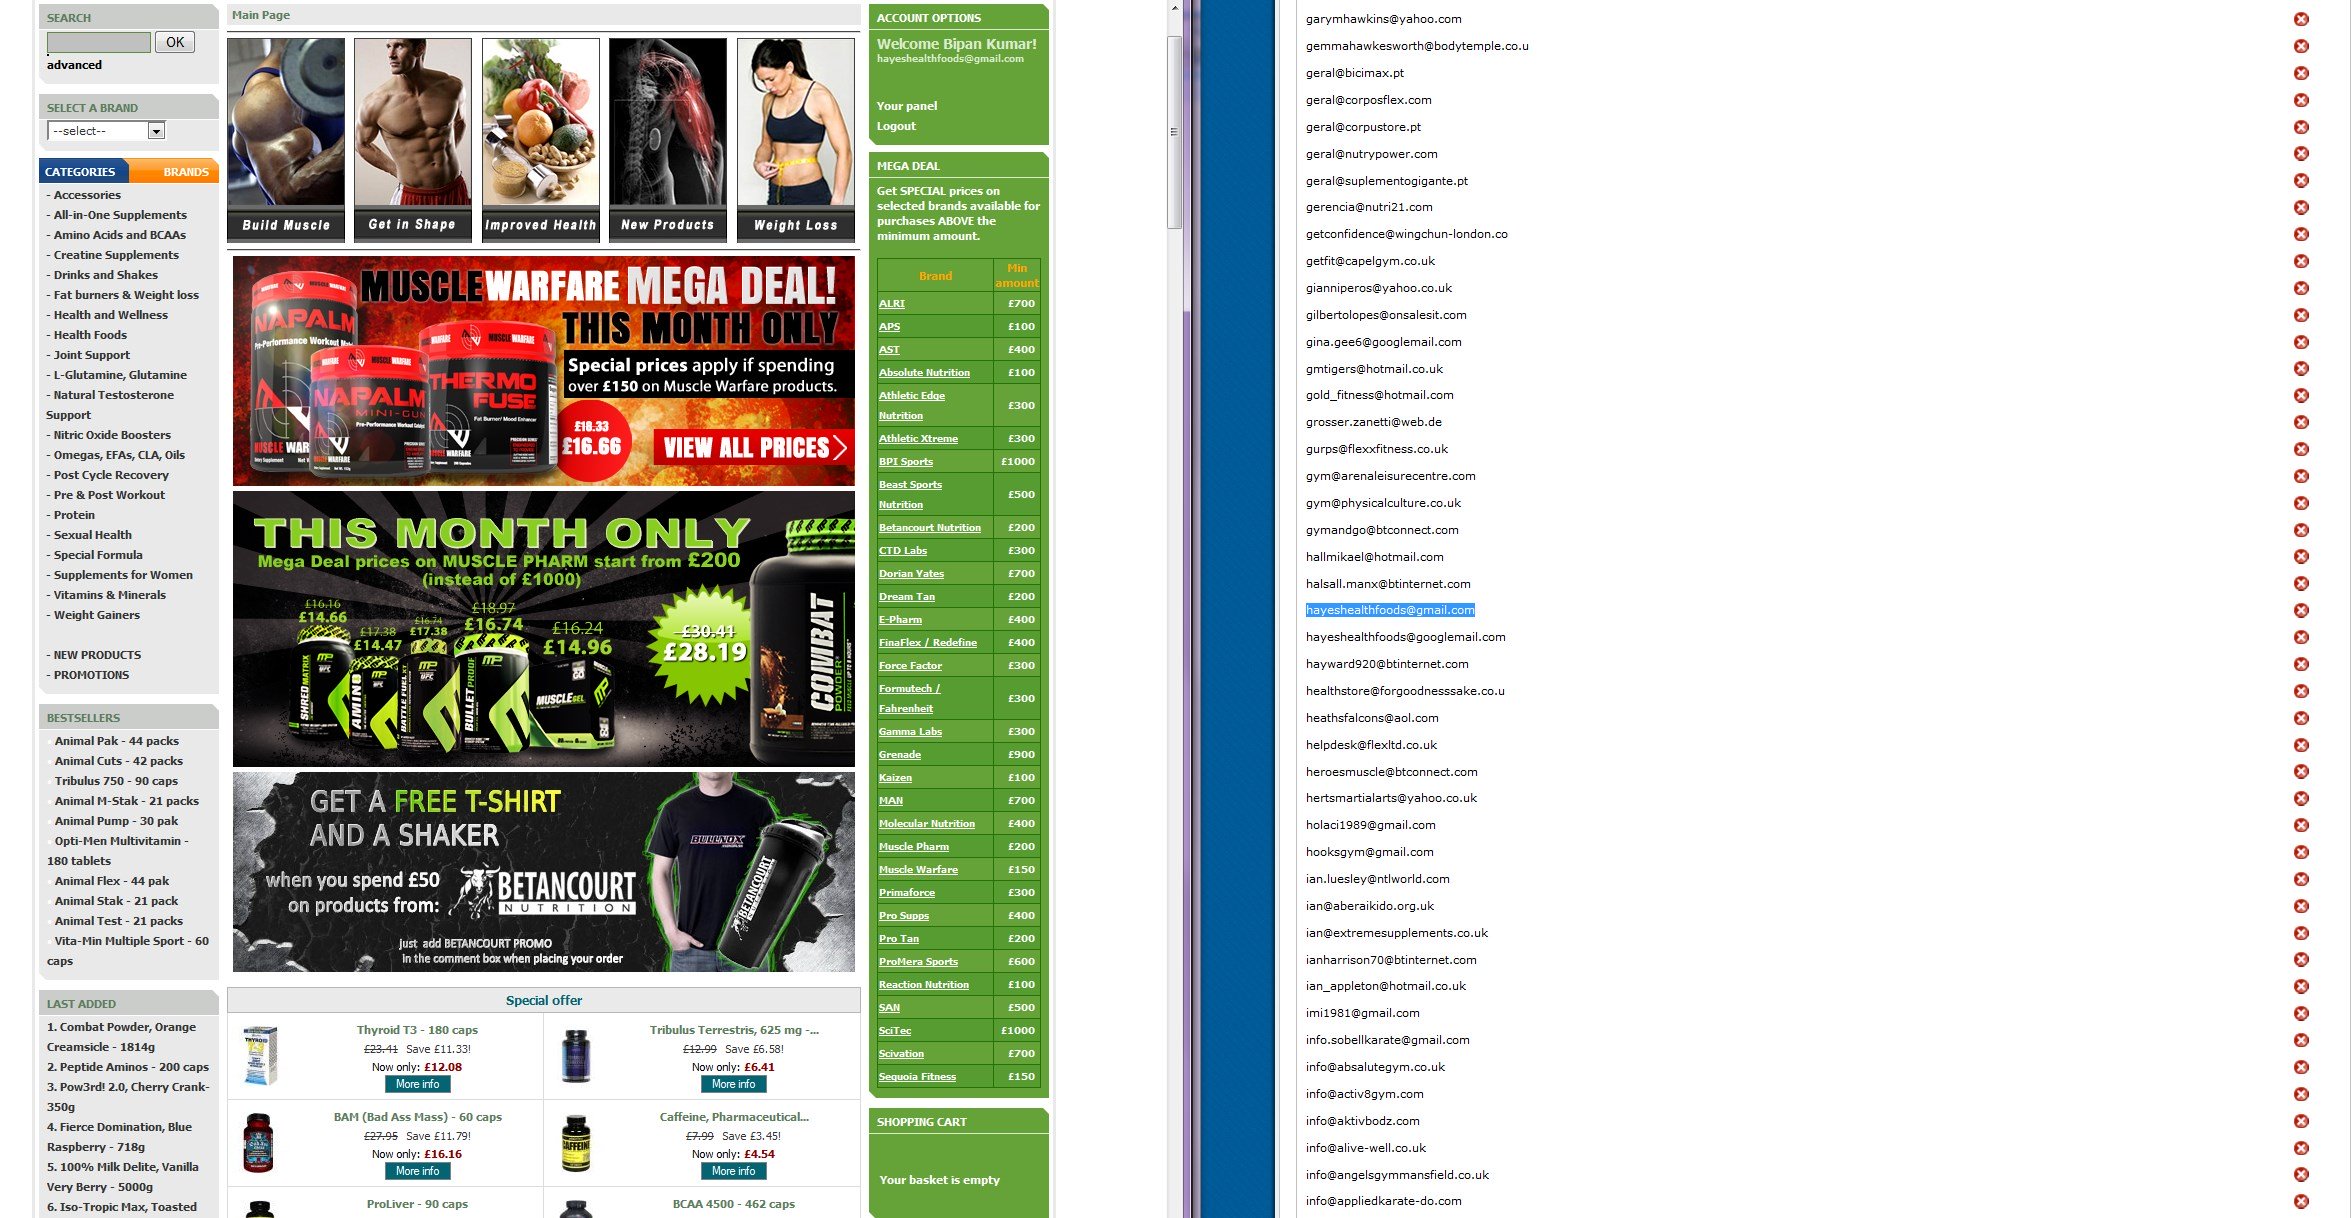 SEARCH
OK
advanced
SELECT A BRAND
--select--
CATEGORIES BRANDS
- Accessories
- All-in-One Supplements
- Amino Acids and BCAAs
- Creatine Supplements
- Drinks and Shakes
- Fat burners & Weight loss
- Health and Wellness
- Health Foods
- Joint Support
- L-Glutamine, Glutamine
- Natural Testosterone
Support
- Nitric Oxide Boosters
- Omegas, EFAs, CLA, Oils
- Post Cycle Recovery
- Pre & Post Workout
- Protein
- Sexual Health
- Special Formula
- Supplements for Women
- Vitamins & Minerals
- Weight Gainers
- NEW PRODUCTS
- PROMOTIONS
BESTSELLERS
Animal Pak - 44 packs
Animal Cuts - 42 packs
Tribulus 750 - 90 caps
Animal M-Stak - 21 packs
Animal Pump - 30 pak
Opti-Men Multivitamin -
180 tablets
Animal Flex - 44 pak
Animal Stak - 21 pack
Animal Test - 21 packs
Vita-Min Multiple Sport - 60
caps
LAST ADDED
1. Combat Powder, Orange
Creamsicle - 1814g
2. Peptide Aminos - 200 caps
3. Pow3rd! 2.0, Cherry Crank-
350g
4. Fierce Domination, Blue
Raspberry - 718g
5. 100% Milk Delite, Vanilla
Very Berry - 5000g
6. Iso-Tropic Max, Toasted
Main Page
Build Muscle
Get in Shape
Improved Health
New Products
Weight Loss
MUSCLEWARFARE MEGA DEAL!
THIS MONTH ONLY
Special prices apply if spending
over £150 on Muscle Warfare products.
£18.33
£16.66
VIEW ALL PRICES
NAPALM
NAPALM
MINI-GUN
THERMO
FUSE
Fat Burner/ Mood Enhancer
MUSCLE WARFARE
THIS MONTH ONLY
Mega Deal prices on MUSCLE PHARM start from £200
(instead of £1000)
£16.16
£14.66
£17.38
£14.47
£16.74
£17.38
£18.97
£16.74
£16.24
£14.96
£30.41
£28.19
SHRED MATRIX
AMINO
BATTLE FUEL XT
BULLET PROOF
MUSCLE GEL
COMBAT
POWDER
GET A FREE T-SHIRT
AND A SHAKER
when you spend £50
on products from:
BETANCOURT
NUTRITION
just add BETANCOURT PROMO
in the comment box when placing your order
BULLNOX
BETANCOURT
Special offer
Thyroid T3 - 180 caps
£23.41 Save £11.33!
Now only: £12.08
More info
Tribulus Terrestris, 625 mg -...
£12.99 Save £6.58!
Now only: £6.41
More info
BAM (Bad Ass Mass) - 60 caps
£27.95 Save £11.79!
Now only: £16.16
More info
Caffeine, Pharmaceutical...
£7.99 Save £3.45!
Now only: £4.54
More info
CAFFEINE
ProLiver - 90 caps
BCAA 4500 - 462 caps
ACCOUNT OPTIONS
Welcome Bipan Kumar!
hayeshealthfoods@gmail.com
Your panel
Logout
MEGA DEAL
Get SPECIAL prices on
selected brands available for
purchases ABOVE the
minimum amount.
Brand Min amount
ALRI £700
APS £100
AST £400
Absolute Nutrition £100
Athletic Edge Nutrition £300
Athletic Xtreme £300
BPI Sports £1000
Beast Sports Nutrition £500
Betancourt Nutrition £200
CTD Labs £300
Dorian Yates £700
Dream Tan £200
E-Pharm £400
FinaFlex / Redefine £400
Force Factor £300
Formutech / Fahrenheit £300
Gamma Labs £300
Grenade £900
Kaizen £100
MAN £700
Molecular Nutrition £400
Muscle Pharm £200
Muscle Warfare £150
Primaforce £300
Pro Supps £400
Pro Tan £200
ProMera Sports £600
Reaction Nutrition £100
SAN £500
SciTec £1000
Scivation £700
Sequoia Fitness £150
SHOPPING CART
Your basket is empty
garymhawkins@yahoo.com
gemmahawkesworth@bodytemple.co.u
geral@bicimax.pt
geral@corposflex.com
geral@corpustore.pt
geral@nutrypower.com
geral@suplementogigante.pt
gerencia@nutri21.com
getconfidence@wingchun-london.co
getfit@capelgym.co.uk
gianniperos@yahoo.co.uk
gilbertolopes@onsalesit.com
gina.gee6@googlemail.com
gmtigers@hotmail.co.uk
gold_fitness@hotmail.com
grosser.zanetti@web.de
gurps@flexxfitness.co.uk
gym@arenaleisurecentre.com
gym@physicalculture.co.uk
gymandgo@btconnect.com
hallmikael@hotmail.com
halsall.manx@btinternet.com
hayeshealthfoods@gmail.com
hayeshealthfoods@googlemail.com
hayward920@btinternet.com
healthstore@forgoodnesssake.co.u
heathsfalcons@aol.com
helpdesk@flexltd.co.uk
heroesmuscle@btconnect.com
hertsmartialarts@yahoo.co.uk
holaci1989@gmail.com
hooksgym@gmail.com
ian.luesley@ntlworld.com
ian@aberaikido.org.uk
ian@extremesupplements.co.uk
ianharrison70@btinternet.com
ian_appleton@hotmail.co.uk
imi1981@gmail.com
info.sobellkarate@gmail.com
info@absalutegym.co.uk
info@activ8gym.com
info@aktivbodz.com
info@alive-well.co.uk
info@angelsgymmansfield.co.uk
info@appliedkarate-do.com